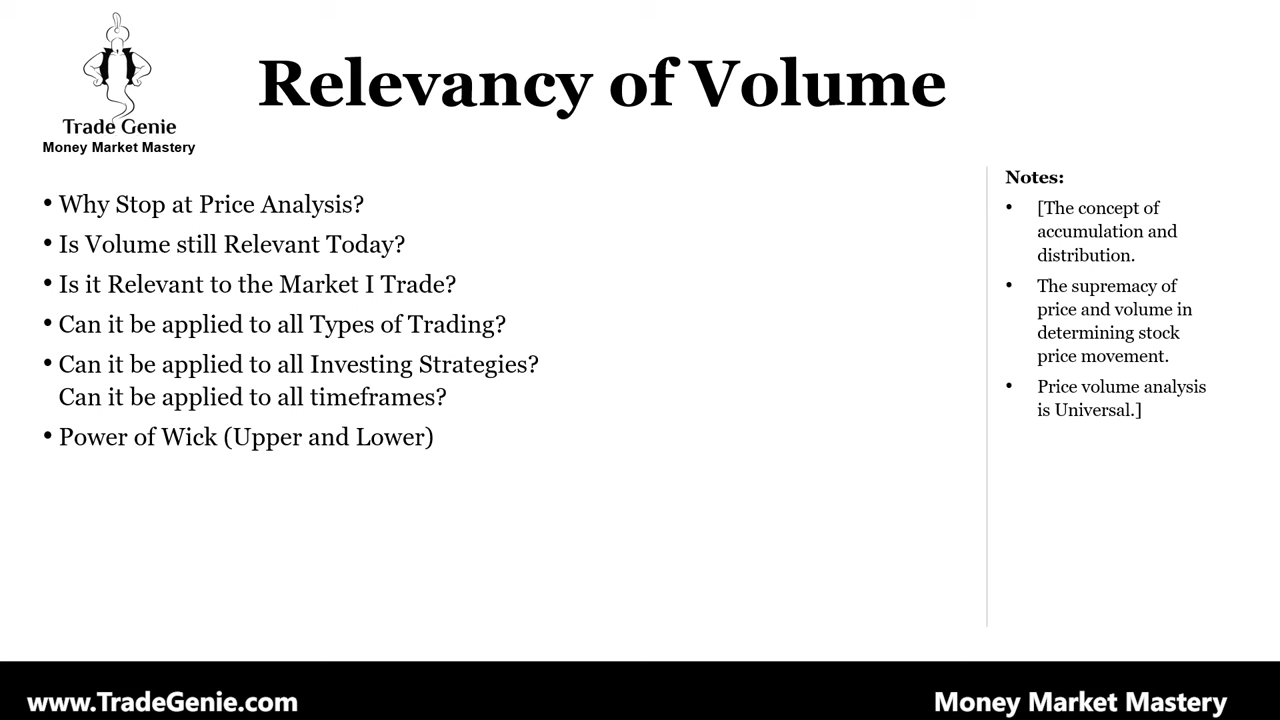 Trade Genie
Money Market Mastery
Relevancy of Volume
• Why Stop at Price Analysis?
• Is Volume still Relevant Today?
• Is it Relevant to the Market I Trade?
• Can it be applied to all Types of Trading?
• Can it be applied to all Investing Strategies?
Can it be applied to all timeframes?
• Power of Wick (Upper and Lower)
Notes:
• [The concept of
accumulation and
distribution.
• The supremacy of
price and volume in
determining stock
price movement.
• Price volume analysis
is Universal.]
www.TradeGenie.com
Money Market Mastery